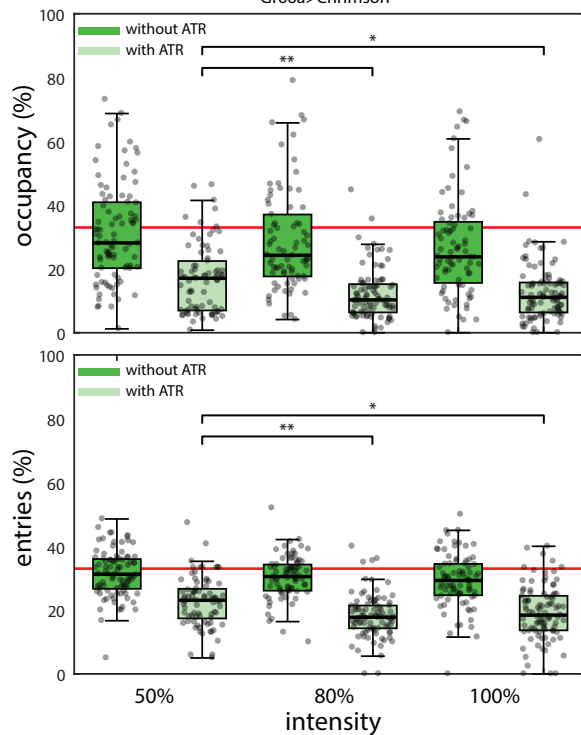 100
without ATR
with ATR
*
**
80
60
40
20
0
occupancy (%)
100
without ATR
with ATR
*
**
80
60
40
20
0
entries (%)
50%
80%
100%
intensity